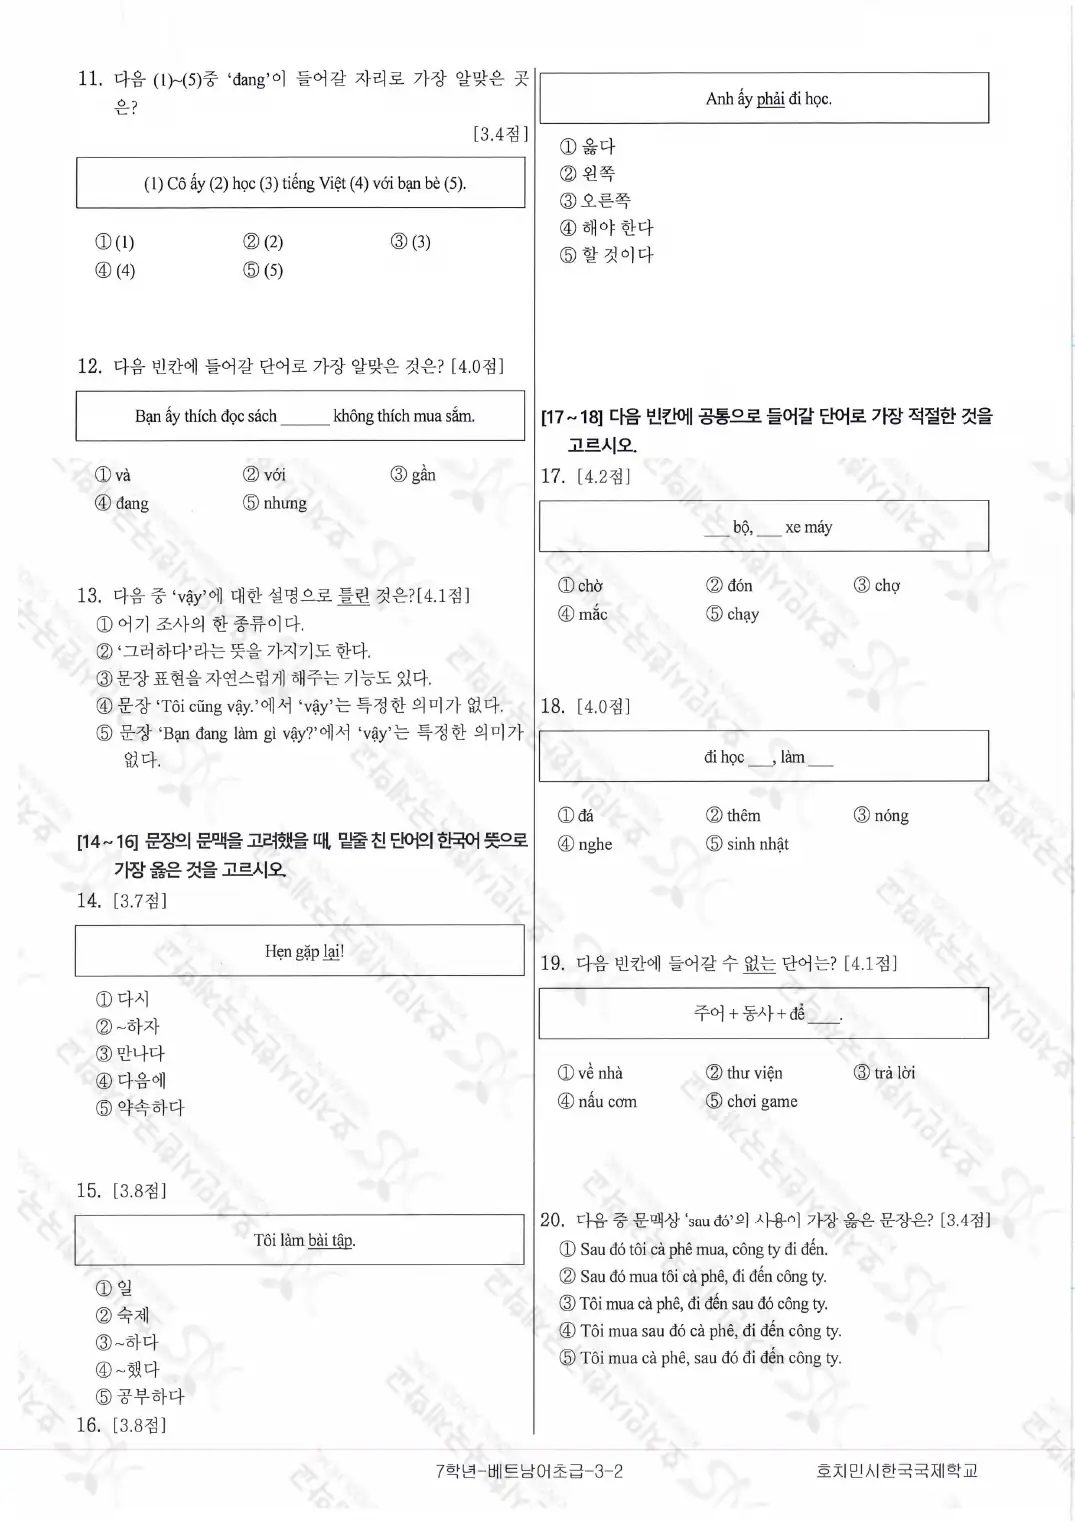 11. 다음 (1)~(5)중 ‘đang’이 들어갈 자리로 가장 알맞은 곳
은?
[3.4점]
(1) Cô ấy (2) học (3) tiếng Việt (4) với bạn bè (5).
① (1) ② (2) ③ (3)
④ (4) ⑤ (5)
12. 다음 빈칸에 들어갈 단어로 가장 알맞은 것은? [4.0점]
Bạn ấy thích đọc sách ______ không thích mua sắm.
① và ② với ③ gần
④ đang ⑤ nhưng
13. 다음 중 ‘vậy’에 대한 설명으로 틀린 것은?[4.1점]
① 어기 조사의 한 종류이다.
② ‘그러하다’라는 뜻을 가지기도 한다.
③ 문장 표현을 자연스럽게 해주는 기능도 있다.
④ 문장 ‘Tôi cũng vậy.’에서 ‘vậy’는 특정한 의미가 없다.
⑤ 문장 ‘Bạn đang làm gì vậy?’에서 ‘vậy’는 특정한 의미가
없다.
[14~16] 문장의 문맥을 고려했을 때, 밑줄 친 단어의 한국어 뜻으로
가장 옳은 것을 고르시오.
14. [3.7점]
Hẹn gặp lại!
① 다시
② ~하자
③ 만나다
④ 다음에
⑤ 약속하다
15. [3.8점]
Tôi làm bài tập.
① 일
② 숙제
③ ~하다
④ ~했다
⑤ 공부하다
16. [3.8점]
Anh ấy phải đi học.
① 옳다
② 왼쪽
③ 오른쪽
④ 해야 한다
⑤ 할 것이다
[17~18] 다음 빈칸에 공통으로 들어갈 단어로 가장 적절한 것을
고르시오.
17. [4.2점]
___ bộ, ___ xe máy
① chờ ② đón ③ chợ
④ mắc ⑤ chạy
18. [4.0점]
đi học ___, làm ___
① đá ② thêm ③ nóng
④ nghe ⑤ sinh nhật
19. 다음 빈칸에 들어갈 수 없는 단어는? [4.1점]
주어 + 동사 + để ____.
① về nhà ② thư viện ③ trả lời
④ nấu cơm ⑤ chơi game
20. 다음 중 문맥상 ‘sau đó’의 사용이 가장 옳은 문장은? [3.4점]
① Sau đó tôi cà phê mua, công ty đi đến.
② Sau đó mua tôi cà phê, đi đến công ty.
③ Tôi mua cà phê, đi đến sau đó công ty.
④ Tôi mua sau đó cà phê, đi đến công ty.
⑤ Tôi mua cà phê, sau đó đi đến công ty.
7학년-베트남어초급-3-2
호치민시한국국제학교